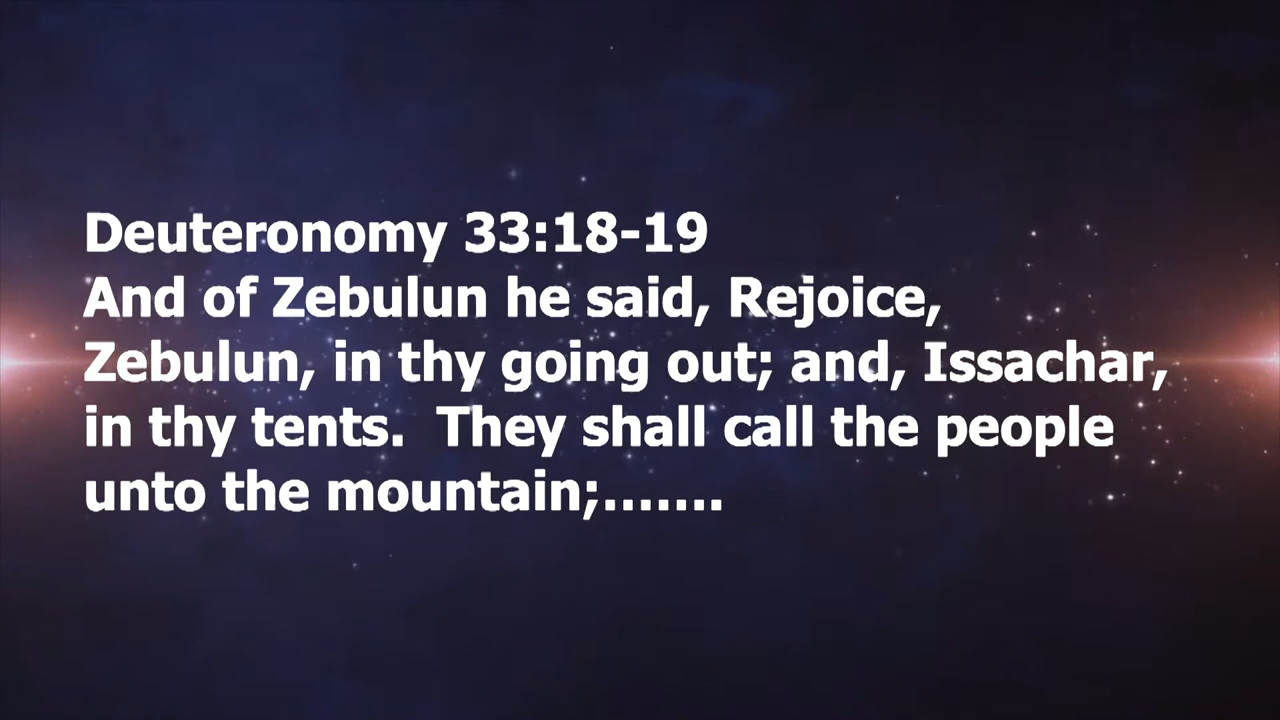 Deuteronomy 33:18-19
And of Zebulun he said, Rejoice,
Zebulun, in thy going out; and, Issachar,
in thy tents.  They shall call the people
unto the mountain;.......